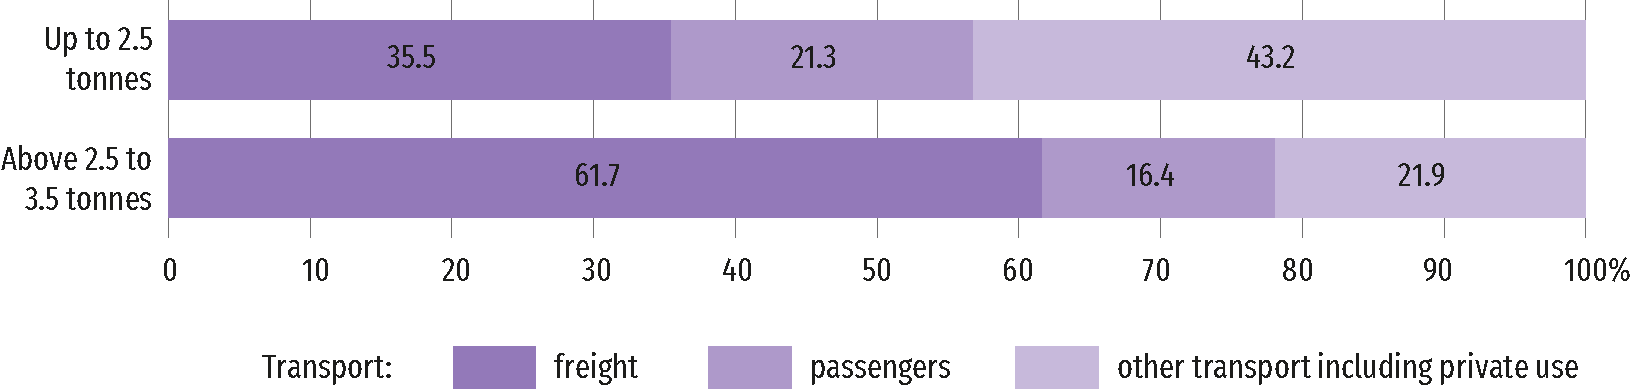 Up to 2.5
tonnes
35.5 21.3 43.2
Above 2.5 to
3.5 tonnes
61.7 16.4 21.9
0 10 20 30 40 50 60 70 80 90 100%
Transport: freight passengers other transport including private use